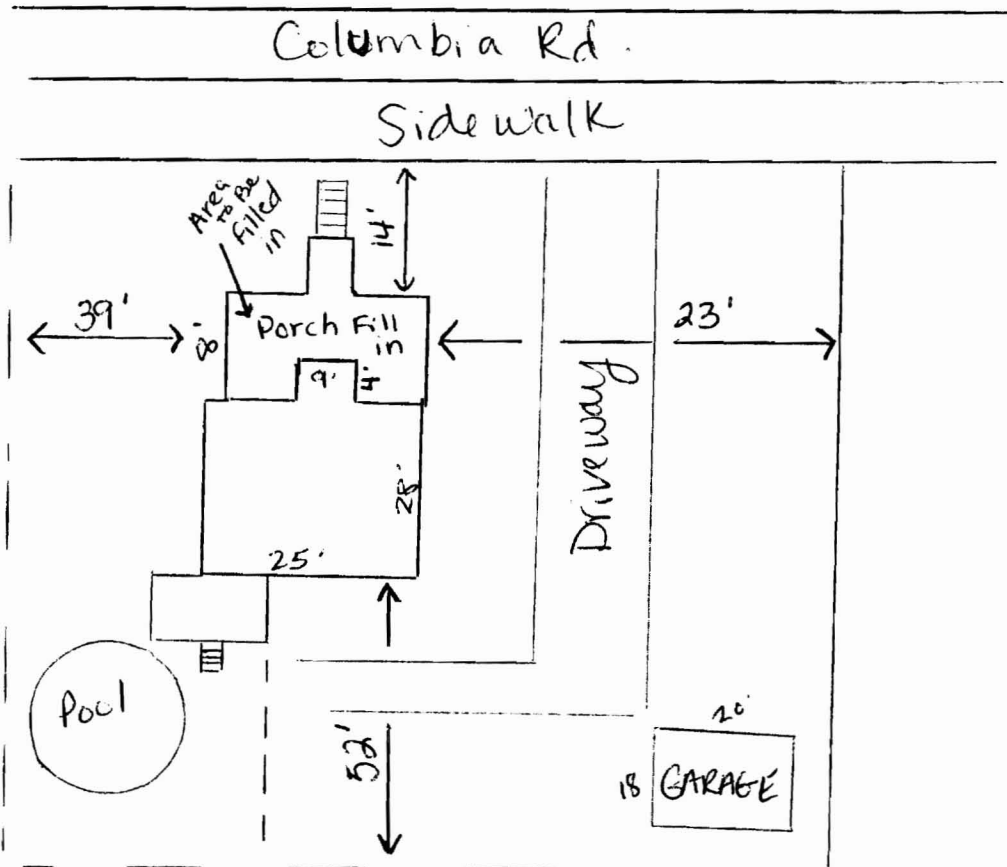 Columbia Rd.
Sidewalk
Area
to Be
Filled
in
14'
39'
8'
Porch Fill
in
23'
9'
4'
Driveway
28'
25'
Pool
52'
20'
18
GARAGE